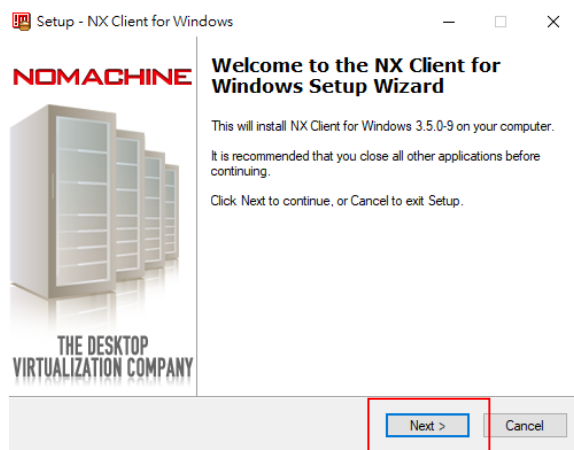 Setup - NX Client for Windows
NOMACHINE
Welcome to the NX Client for
Windows Setup Wizard
This will install NX Client for Windows 3.5.0-9 on your computer.
It is recommended that you close all other applications before
continuing.
Click Next to continue, or Cancel to exit Setup.
THE DESKTOP
VIRTUALIZATION COMPANY
Next >
Cancel